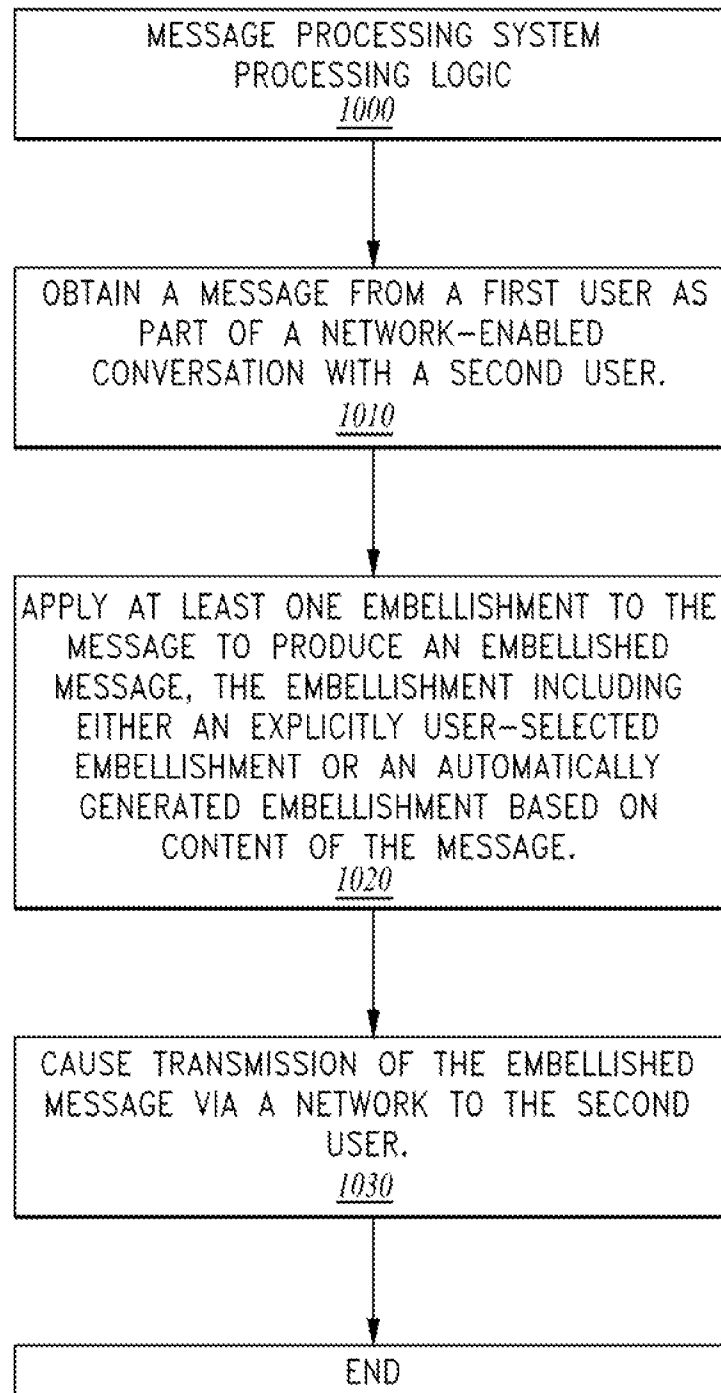 MESSAGE PROCESSING SYSTEM
PROCESSING LOGIC
1000
OBTAIN A MESSAGE FROM A FIRST USER AS
PART OF A NETWORK-ENABLED
CONVERSATION WITH A SECOND USER.
1010
APPLY AT LEAST ONE EMBELLISHMENT TO THE
MESSAGE TO PRODUCE AN EMBELLISHED
MESSAGE, THE EMBELLISHMENT INCLUDING
EITHER AN EXPLICITLY USER-SELECTED
EMBELLISHMENT OR AN AUTOMATICALLY
GENERATED EMBELLISHMENT BASED ON
CONTENT OF THE MESSAGE.
1020
CAUSE TRANSMISSION OF THE EMBELLISHED
MESSAGE VIA A NETWORK TO THE SECOND
USER.
1030
END